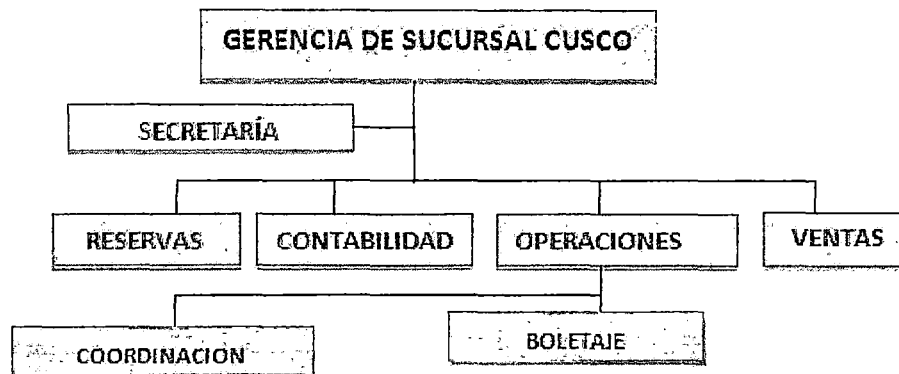 GERENCIA DE SUCURSAL CUSCO
SECRETARÍA
RESERVAS
CONTABILIDAD
OPERACIONES
VENTAS
COORDINACION
BOLETAJE